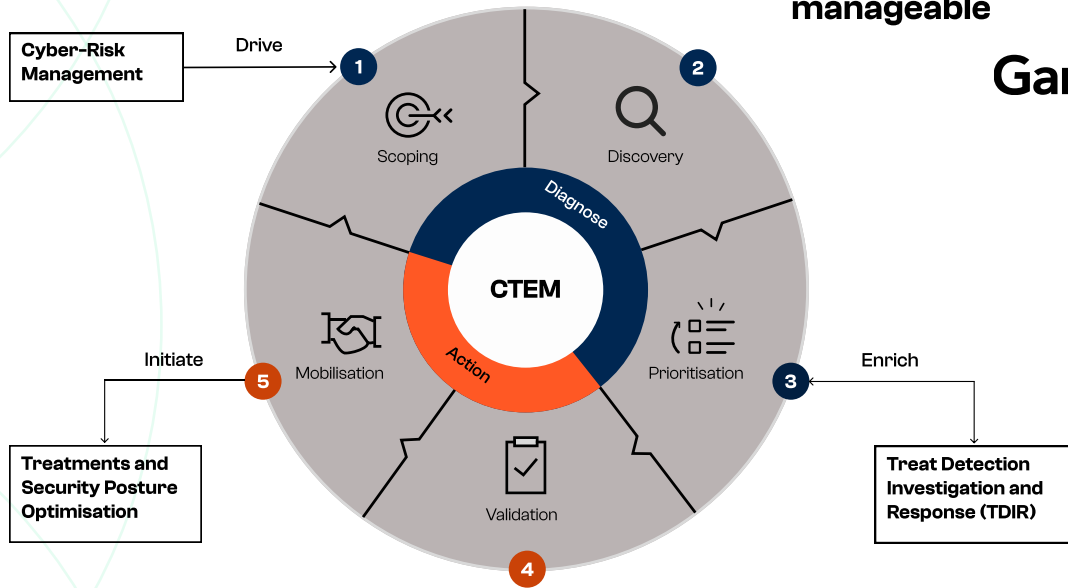 manageable
Gar
Cyber-Risk
Management
Drive
1
2
Scoping
Discovery
Diagnose
CTEM
Action
Mobilisation
Prioritisation
Initiate
5
3
Enrich
Treatments and
Security Posture
Optimisation
Treat Detection
Investigation and
Response (TDIR)
Validation
4